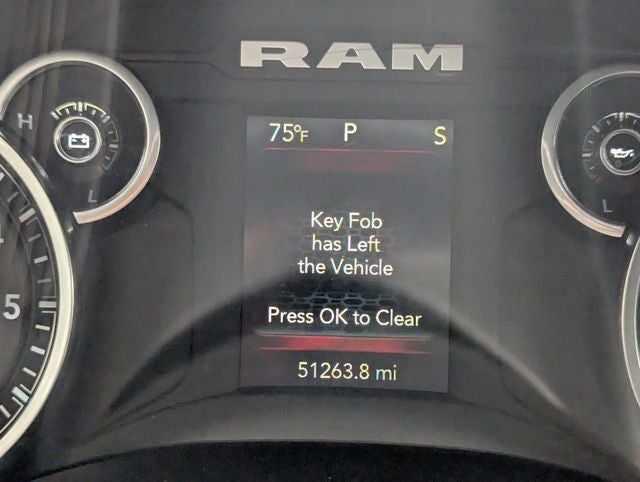 RAM
75°F P S
H
L
Key Fob
has Left
the Vehicle
Press OK to Clear
51263.8 mi
5
L